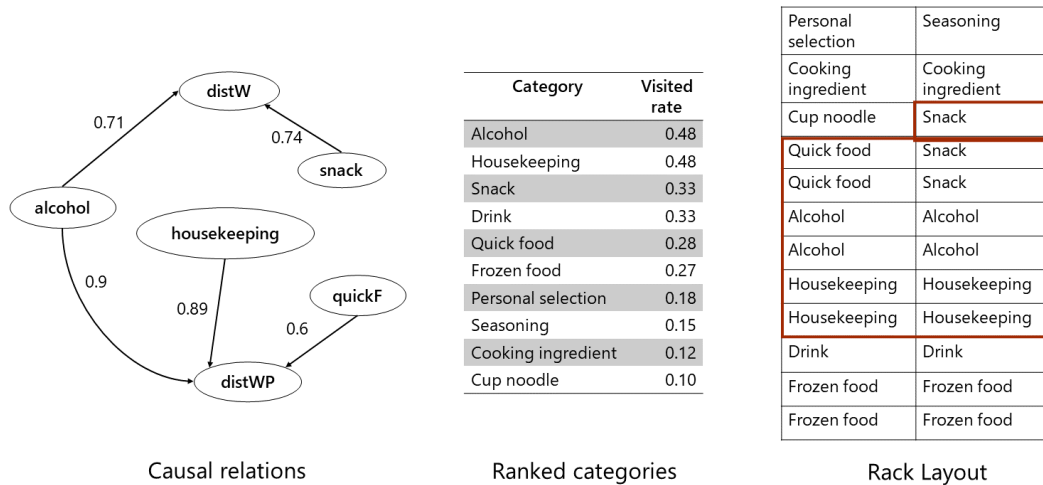 distW
0.71
0.74
snack
alcohol
housekeeping
0.9
quickF
0.89
0.6
distWP
Causal relations
Category Visited
rate
Alcohol 0.48
Housekeeping 0.48
Snack 0.33
Drink 0.33
Quick food 0.28
Frozen food 0.27
Personal selection 0.18
Seasoning 0.15
Cooking ingredient 0.12
Cup noodle 0.10
Ranked categories
Personal Seasoning
selection
Cooking Cooking
ingredient ingredient
Cup noodle Snack
Quick food Snack
Quick food Snack
Alcohol Alcohol
Alcohol Alcohol
Housekeeping Housekeeping
Housekeeping Housekeeping
Drink Drink
Frozen food Frozen food
Frozen food Frozen food
Rack Layout